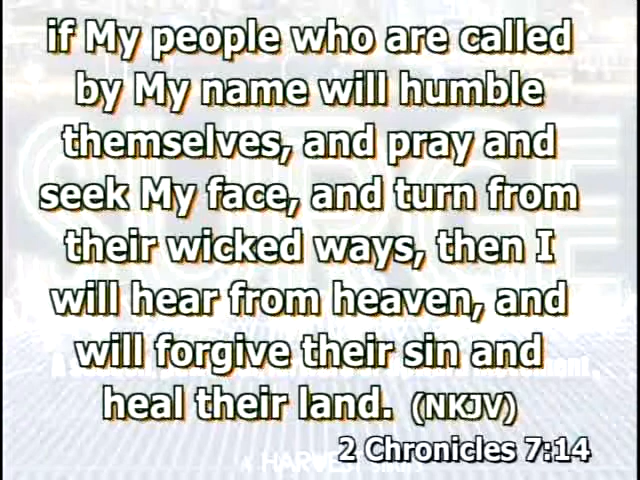 if My people who are called
by My name will humble
themselves, and pray and
seek My face, and turn from
their wicked ways, then I
will hear from heaven, and
will forgive their sin and
heal their land. (NKJV)
2 Chronicles 7:14
SURGE
A HARVEST